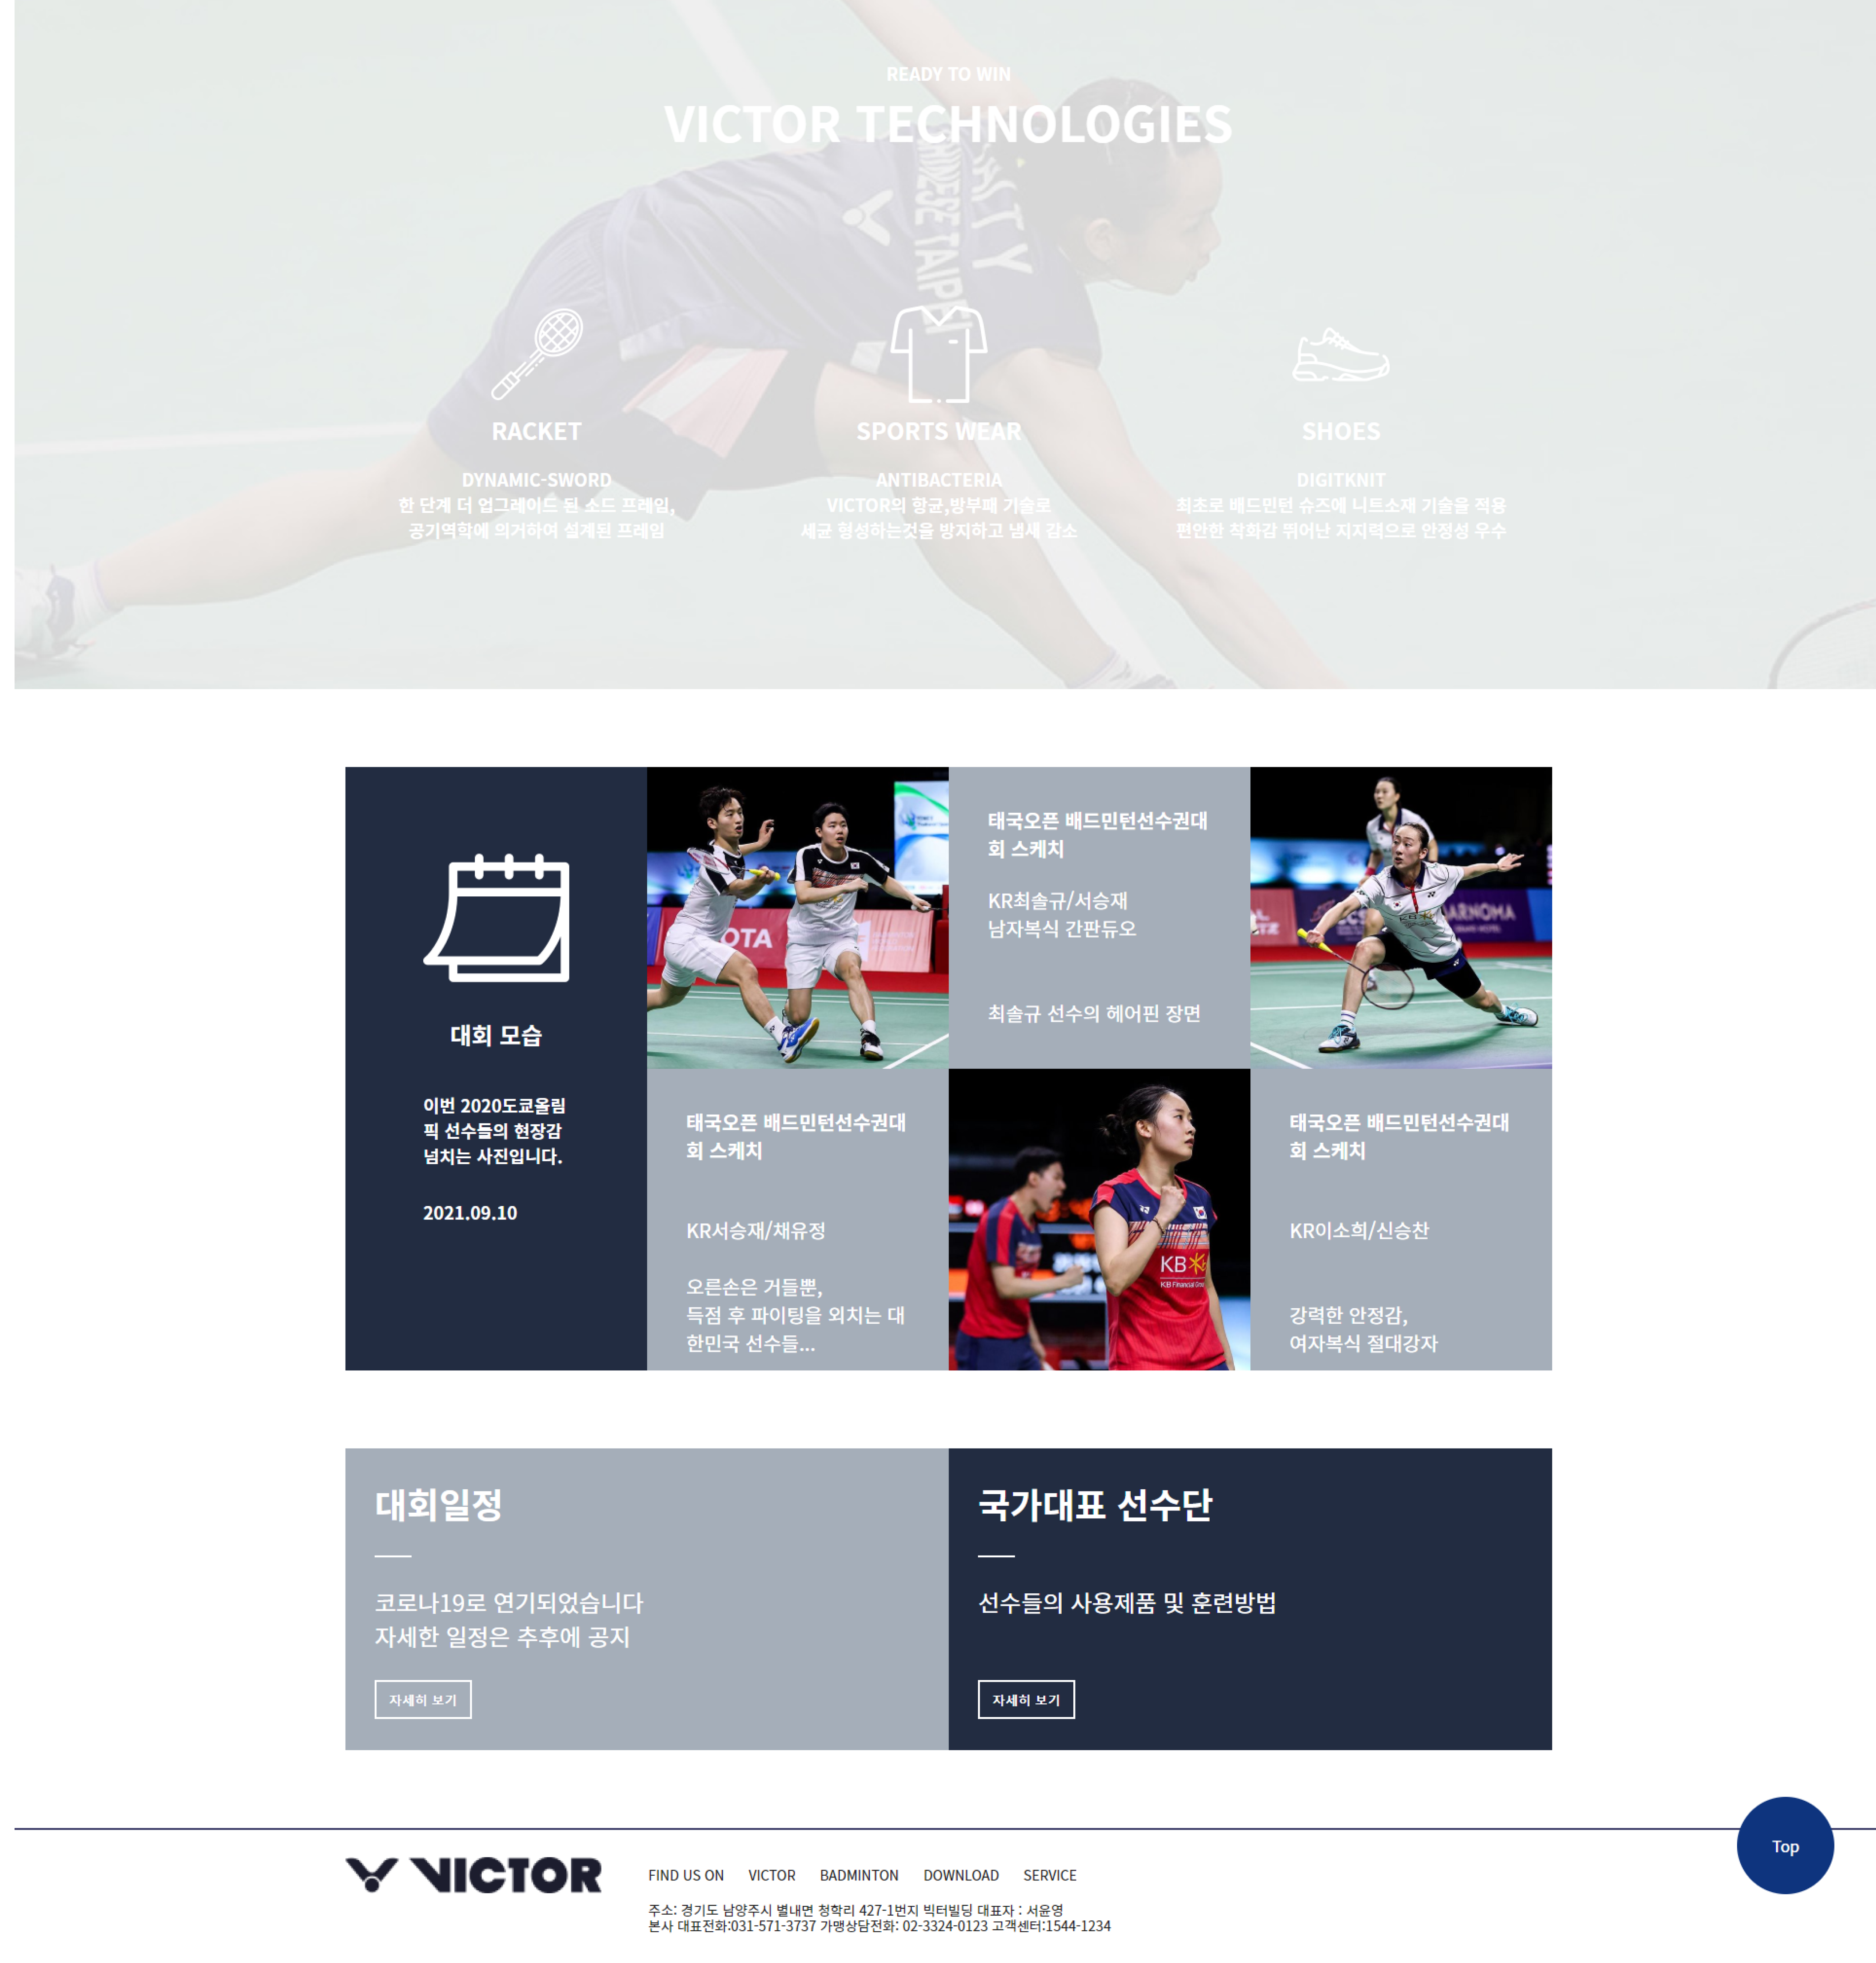 READY TO WIN
VICTOR TECHNOLOGIES
CHINESE TAIPEI
RACKET
DYNAMIC-SWORD
한 단계 더 업그레이드 된 소드 프레임,
공기역학에 의거하여 설계된 프레임
SPORTS WEAR
ANTIBACTERIA
VICTOR의 항균,방부패 기술로
세균 형성하는것을 방지하고 냄새 감소
SHOES
DIGITKNIT
최초로 배드민턴 슈즈에 니트소재 기술을 적용
편안한 착화감 뛰어난 지지력으로 안정성 우수
대회 모습
이번 2020도쿄올림
픽 선수들의 현장감
넘치는 사진입니다.
2021.09.10
OTA
태국오픈 배드민턴선수권대
회 스케치
KR최솔규/서승재
남자복식 간판듀오
최솔규 선수의 헤어핀 장면
ARNOMA
태국오픈 배드민턴선수권대
회 스케치
KR서승재/채유정
오른손은 거들뿐,
득점 후 파이팅을 외치는 대
한민국 선수들...
KB
KB Financial Group
태국오픈 배드민턴선수권대
회 스케치
KR이소희/신승찬
강력한 안정감,
여자복식 절대강자
대회일정
코로나19로 연기되었습니다
자세한 일정은 추후에 공지
자세히 보기
국가대표 선수단
선수들의 사용제품 및 훈련방법
자세히 보기
Top
VICTOR
FIND US ON VICTOR BADMINTON DOWNLOAD SERVICE
주소: 경기도 남양주시 별내면 청학리 427-1번지 빅터빌딩 대표자 : 서윤영
본사 대표전화:031-571-3737 가맹상담전화: 02-3324-0123 고객센터:1544-1234